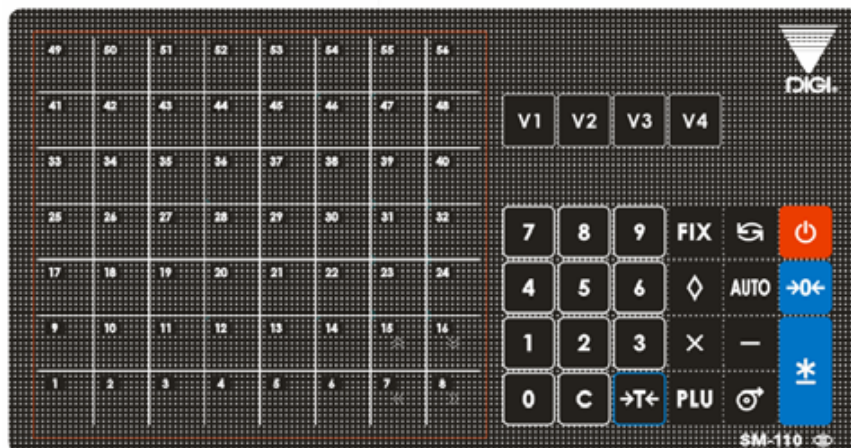 49 50 51 52 53 54 55 56
DIGI
41 42 43 44 45 46 47 48
V1 V2 V3 V4
33 34 35 36 37 38 39 40
25 26 27 28 29 30 31 32
7 8 9 FIX
17 18 19 20 21 22 23 24
4 5 6 AUTO →0←
9 10 11 12 13 14 15 16
1 2 3 × −
1 2 3 4 5 6 7 8
0 C →T← PLU
SM-110